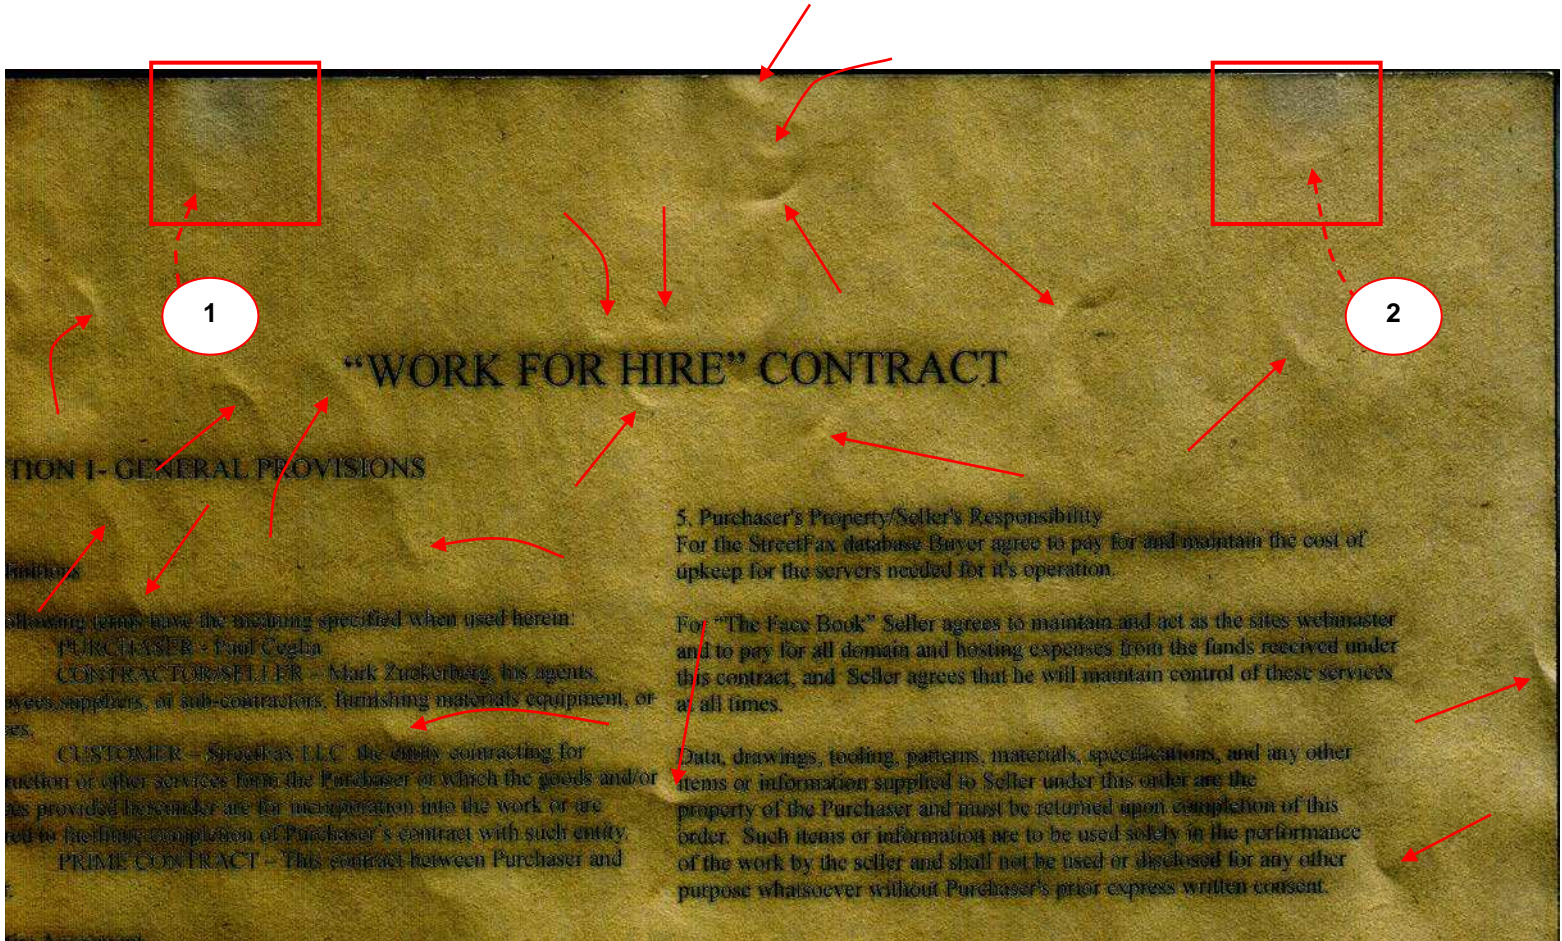 1
2
“WORK FOR HIRE” CONTRACT
TION I- GENERAL PROVISIONS
finitions
ollowing terms have the meaning specified when used herein:
PURCHASER - Paul Ceglia
CONTRACTOR/SELLER – Mark Zuckerberg, his agents,
oyees,suppliers, or sub-contractors, furnishing materials equipment, or
es.
CUSTOMER – StreetFax LLC the entity contracting for
ruction or other services form the Purchaser of which the goods and/or
es provided hereunder are for incorporation into the work or are
red to facilitate completion of Purchaser's contract with such entity.
PRIME CONTRACT – This contract between Purchaser and
r.
5. Purchaser's Property/Seller's Responsibility
For the StreetFax database Buyer agree to pay for and maintain the cost of
upkeep for the servers needed for it's operation.
For “The Face Book” Seller agrees to maintain and act as the sites webmaster
and to pay for all domain and hosting expenses from the funds received under
this contract, and Seller agrees that he will maintain control of these services
at all times.
Data, drawings, tooling, patterns, materials, specifications, and any other
items or information supplied to Seller under this order are the
property of the Purchaser and must be returned upon completion of this
order. Such items or information are to be used solely in the performance
of the work by the seller and shall not be used or disclosed for any other
purpose whatsoever without Purchaser's prior express written consent.